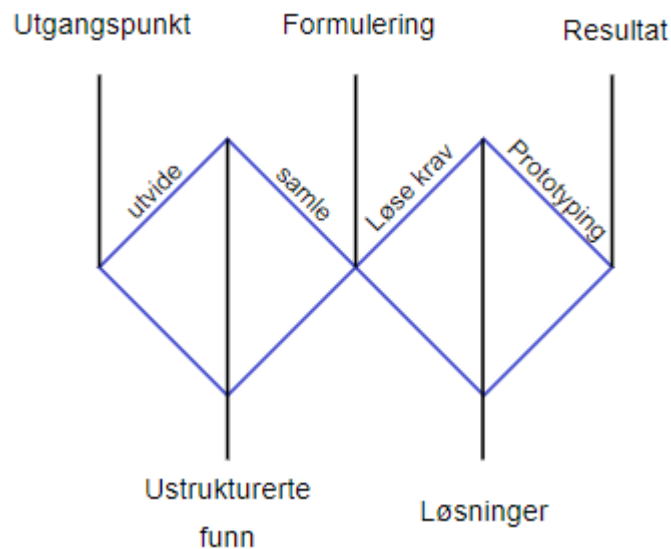 Utgangspunkt
Formulering
Resultat
utvide
samle
Løse krav
Prototyping
Ustrukturerte
funn
Løsninger